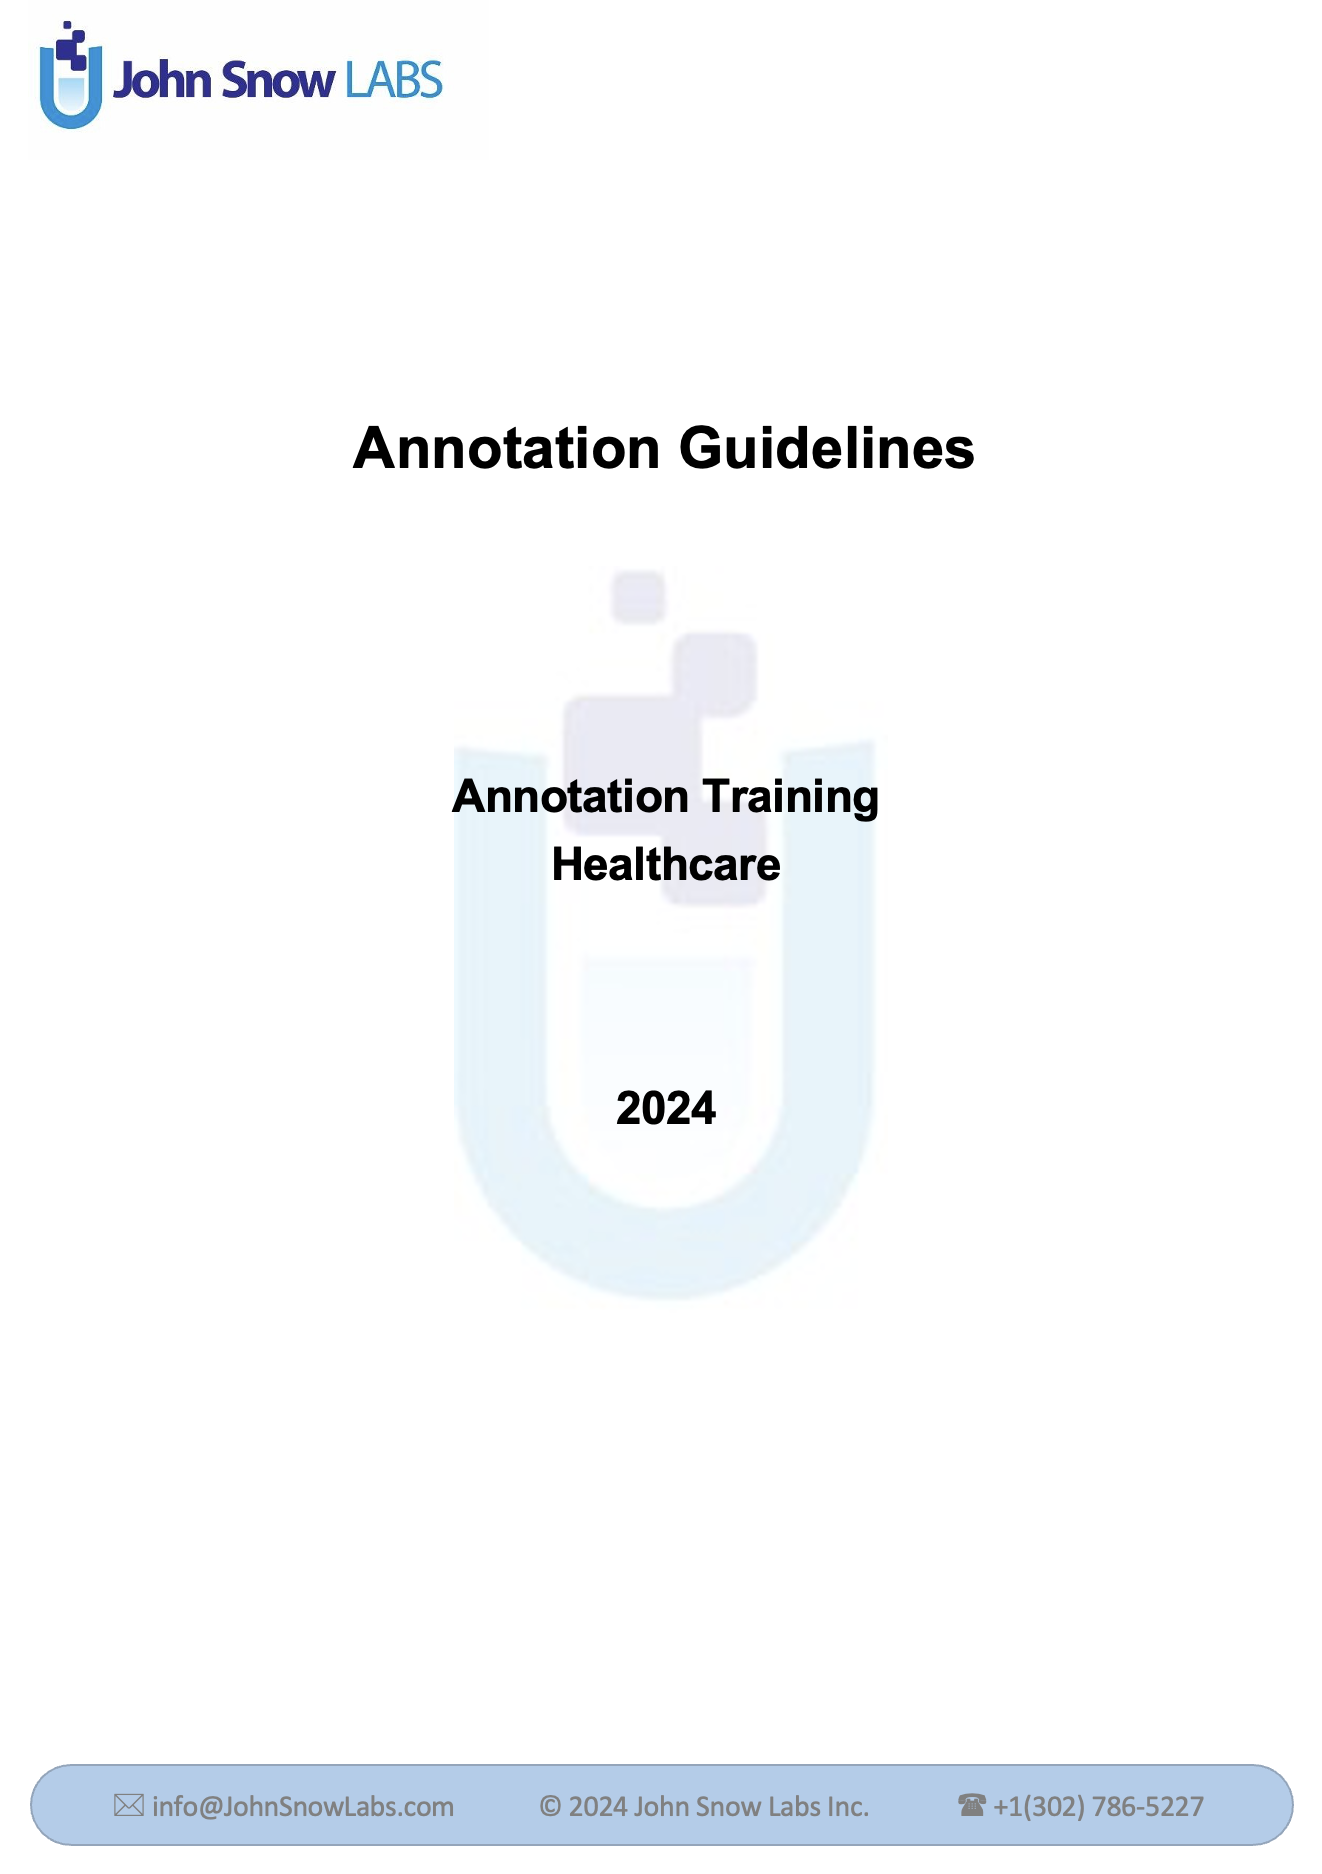 John Snow LABS
Annotation Guidelines
Annotation Training
Healthcare
2024
info@JohnSnowLabs.com © 2024 John Snow Labs Inc. +1(302) 786-5227